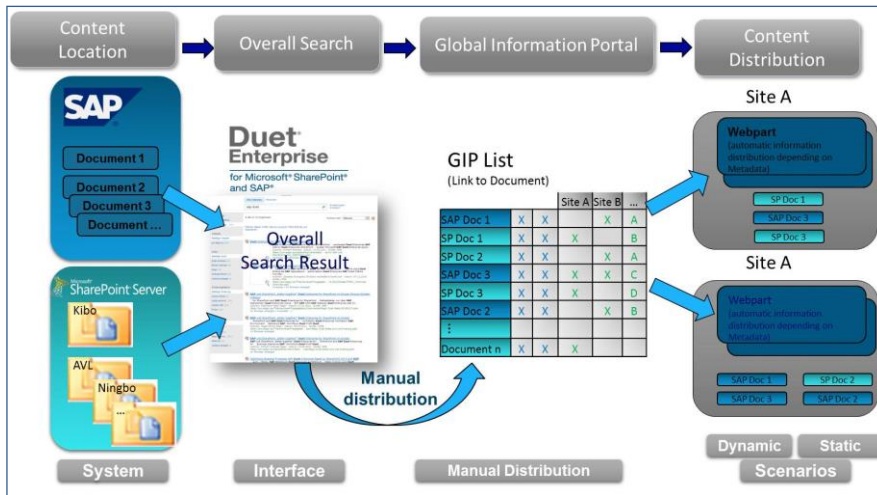 Content
Location
Overall Search
Global Information Portal
Content
Distribution
SAP
Document 1
Document 2
Document 3
Document ...
Microsoft
SharePoint Server
Kibo
AVL
Ningbo
...
Duet
Enterprise
for Microsoft® SharePoint®
and SAP®
Overall
Search Result
Manual
distribution
GIP List
(Link to Document)
Site A Site B ...
SAP Doc 1 X X X A
SP Doc 1 X X X B
SP Doc 2 X X X A
SAP Doc 3 X X X X C
SP Doc 3 X X X D
SAP Doc 2 X X X B
⋮
Document n X X X
Site A
Webpart
(automatic information
distribution depending on
Metadata)
SP Doc 1
SAP Doc 3
SP Doc 3
Site A
Webpart
(automatic information
distribution depending on
Metadata)
SAP Doc 1 SP Doc 2
SAP Doc 3 SAP Doc 2
System
Interface
Manual Distribution
Dynamic Static
Scenarios